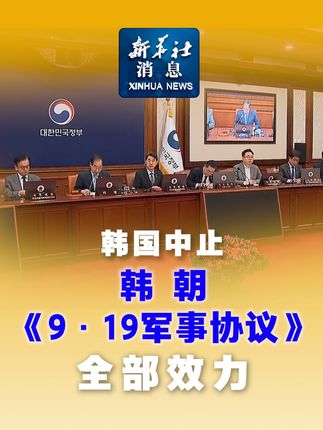 新华社
消息
XINHUA NEWS
대한민국정부
韩国中止
韩 朝
《9·19军事协议》
全部效力